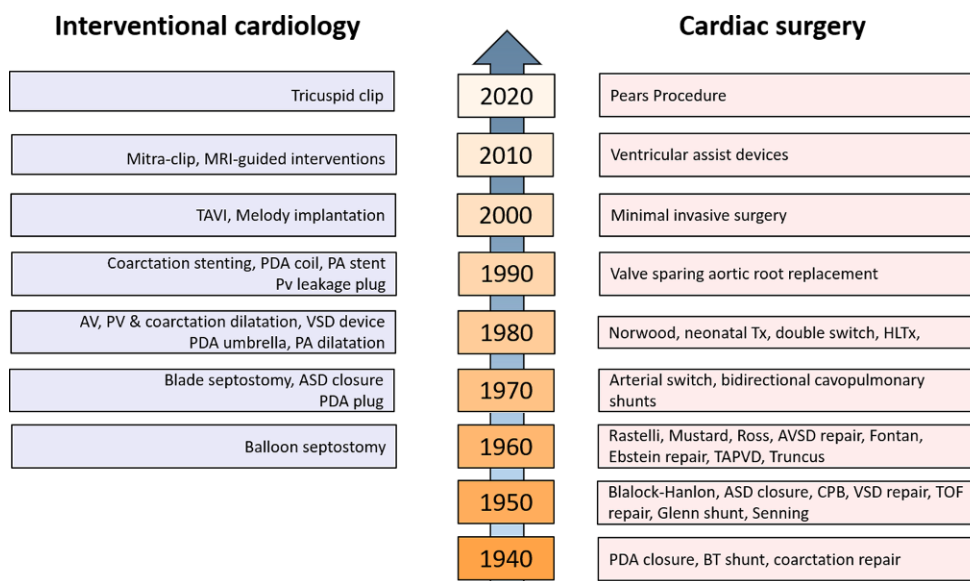 Interventional cardiology
Cardiac surgery
Tricuspid clip
2020
Pears Procedure
Mitra-clip, MRI-guided interventions
2010
Ventricular assist devices
TAVI, Melody implantation
2000
Minimal invasive surgery
Coarctation stenting, PDA coil, PA stent
Pv leakage plug
1990
Valve sparing aortic root replacement
AV, PV & coarctation dilatation, VSD device
PDA umbrella, PA dilatation
1980
Norwood, neonatal Tx, double switch, HLTx,
Blade septostomy, ASD closure
PDA plug
1970
Arterial switch, bidirectional cavopulmonary
shunts
Balloon septostomy
1960
Rastelli, Mustard, Ross, AVSD repair, Fontan,
Ebstein repair, TAPVD, Truncus
1950
Blalock-Hanlon, ASD closure, CPB, VSD repair, TOF
repair, Glenn shunt, Senning
1940
PDA closure, BT shunt, coarctation repair